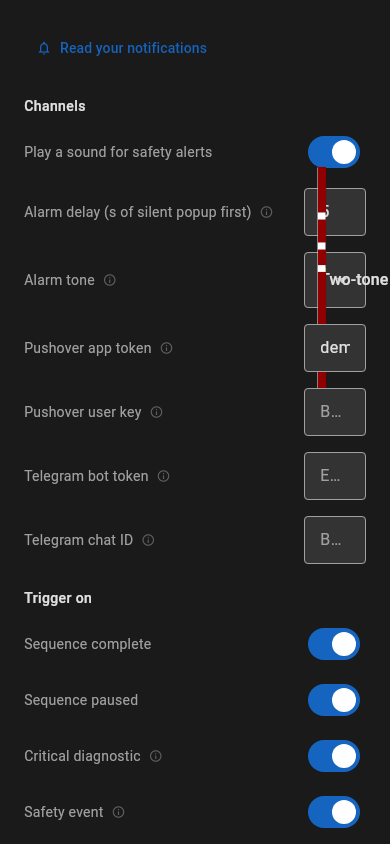 Read your notifications
Channels
Play a sound for safety alerts
Alarm delay (s of silent popup first)
5
Alarm tone
Two-tone
Pushover app token
dem
Pushover user key
B…
Telegram bot token
E…
Telegram chat ID
B…
Trigger on
Sequence complete
Sequence paused
Critical diagnostic
Safety event